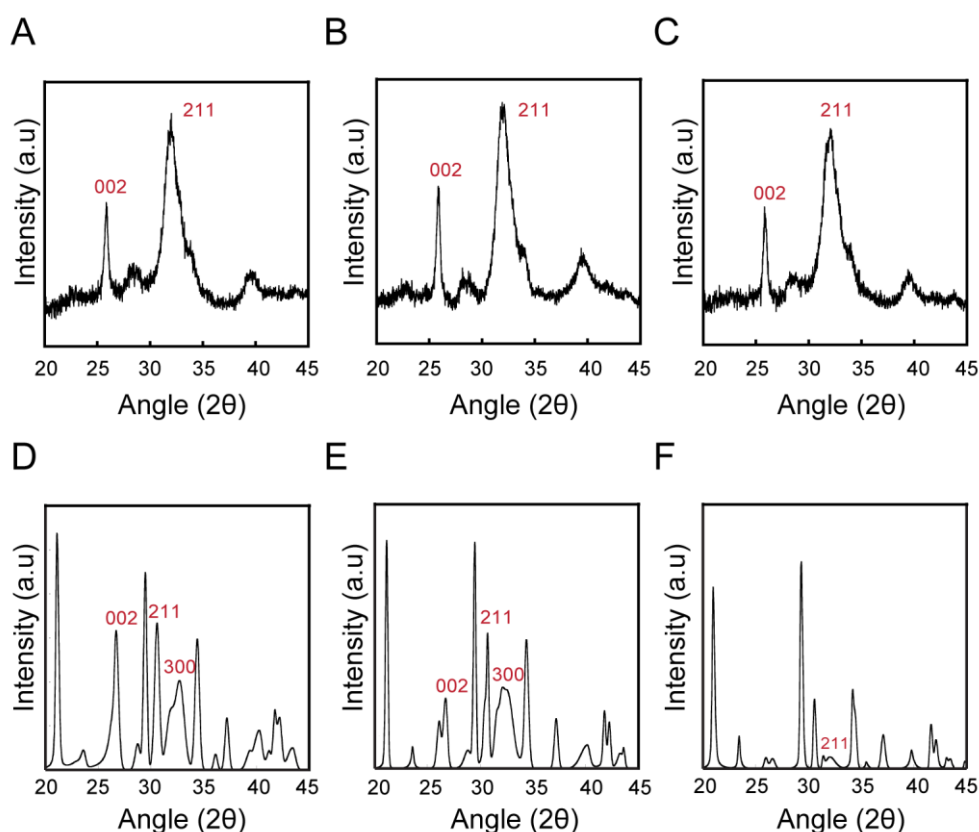 A B C
Intensity (a.u) Intensity (a.u) Intensity (a.u)
211 211 211
002 002 002
20 25 30 35 40 45 20 25 30 35 40 45 20 25 30 35 40 45
Angle (2θ) Angle (2θ) Angle (2θ)
D E F
Intensity (a.u) Intensity (a.u) Intensity (a.u)
002 211 211
300 002 300 211
20 25 30 35 40 45 20 25 30 35 40 45 20 25 30 35 40 45
Angle (2θ) Angle (2θ) Angle (2θ)